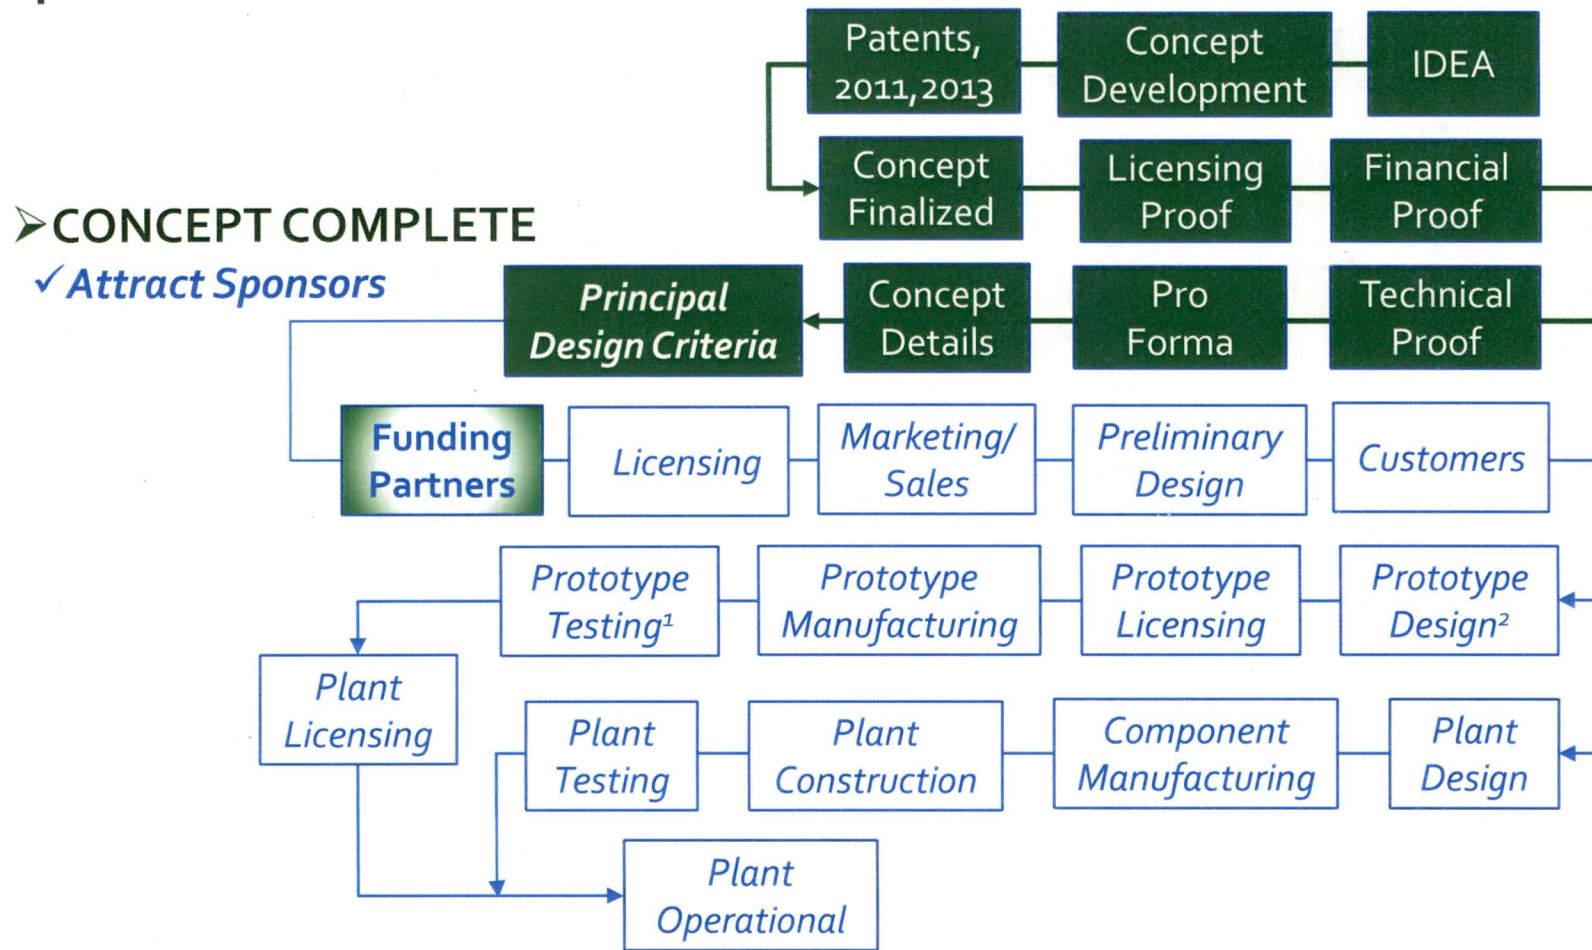 Patents,
2011,2013
Concept
Development
IDEA
Concept
Finalized
Licensing
Proof
Financial
Proof
➢CONCEPT COMPLETE
✓Attract Sponsors
Principal
Design Criteria
Concept
Details
Pro
Forma
Technical
Proof
Funding
Partners
Licensing
Marketing/
Sales
Preliminary
Design
Customers
Prototype
Testing¹
Prototype
Manufacturing
Prototype
Licensing
Prototype
Design²
Plant
Licensing
Plant
Testing
Plant
Construction
Component
Manufacturing
Plant
Design
Plant
Operational